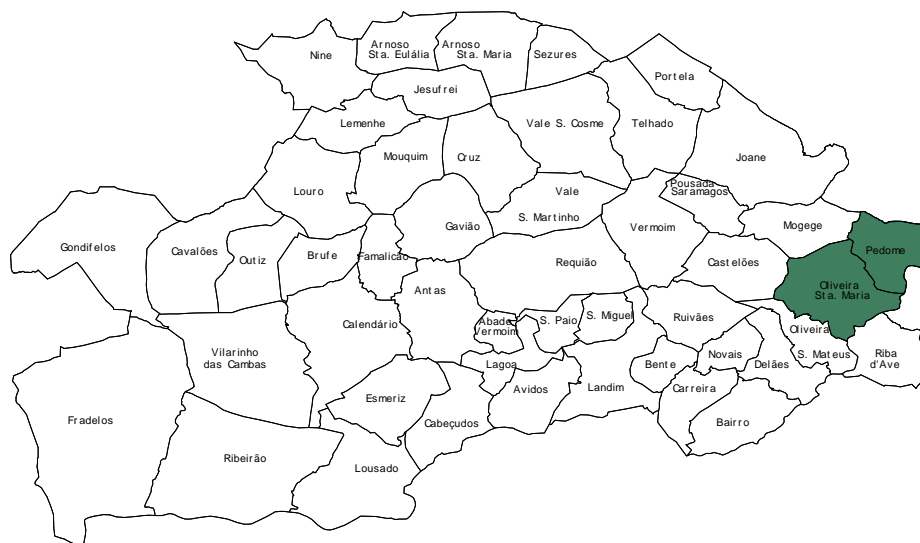 Nine
Arnoso
Sta. Eulália
Arnoso
Sta. Maria
Sezures
Portela
Jesufrei
Lemenhe
Vale S. Cosme
Telhado
Mouquim
Cruz
Joane
Louro
Vale
S. Martinho
Pousada
Saramagos
Gavião
Vermoim
Mogege
Gondifelos
Cavalões
Outiz
Brufe
Famalicão
Requião
Castelões
Pedome
Antas
Oliveira
Sta. Maria
Calendário
Abade
Vermoim
S. Paio
S. Miguel
Ruivães
Oliveira
S. Mateus
Vilarinho
das Cambas
Lagoa
Bente
Novais
Delães
Riba
d'Ave
Esmeriz
Avidos
Landim
Carreira
Fradelos
Cabeçudos
Bairro
Ribeirão
Lousado